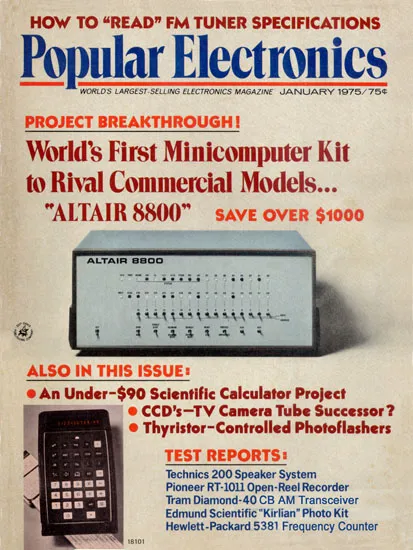 HOW TO "READ" FM TUNER SPECIFICATIONS
Popular Electronics
WORLD'S LARGEST-SELLING ELECTRONICS MAGAZINE JANUARY 1975/75¢
PROJECT BREAKTHROUGH!
World's First Minicomputer Kit
to Rival Commercial Models...
"ALTAIR 8800" SAVE OVER $1000
ALTAIR 8800
ALSO IN THIS ISSUE:
● An Under-$90 Scientific Calculator Project
● CCD's—TV Camera Tube Successor?
● Thyristor-Controlled Photoflashers
TEST REPORTS:
Technics 200 Speaker System
Pioneer RT-1011 Open-Reel Recorder
Tram Diamond-40 CB AM Transceiver
Edmund Scientific "Kirlian" Photo Kit
Hewlett-Packard 5381 Frequency Counter
18101